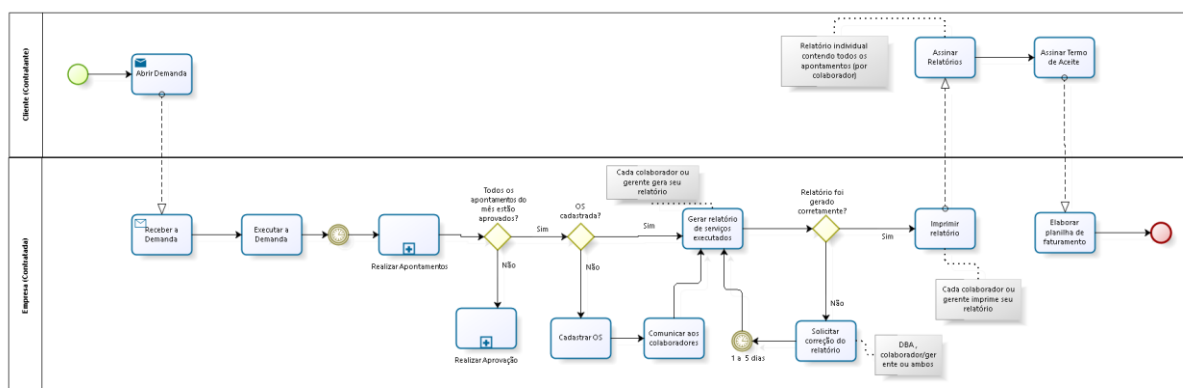 Cliente (Contratante)
Abrir Demanda
Relatório individual
contendo todos os
apontamentos (por
colaborador)
Assinar
Relatórios
Assinar Termo
de Aceite
Empresa (Contratada)
Receber a
Demanda
Executar a
Demanda
Realizar Apontamentos
Todos os
apontamentos do
mês estão
aprovados?
Sim
Não
Realizar Aprovação
OS
cadastrada?
Sim
Não
Cadastrar OS
Comunicar aos
colaboradores
Cada colaborador ou
gerente gera seu
relatório
Gerar relatório
de serviços
executados
1 a 5 dias
Relatório foi
gerado
corretamente?
Sim
Não
Solicitar
correção do
relatório
DBA ,
colaborador/ger
ente ou ambos
Imprimir
relatório
Cada colaborador ou
gerente imprime seu
relatório
Elaborar
planilha de
faturamento